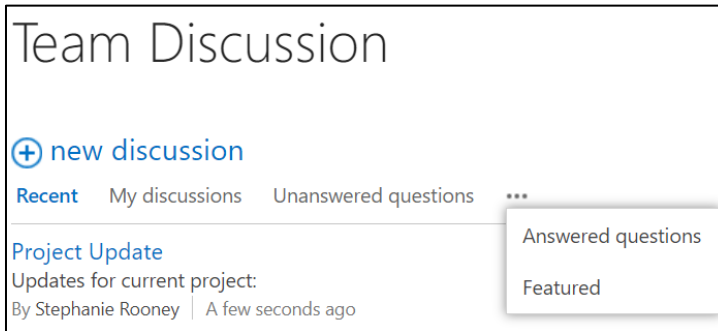 Team Discussion
new discussion
Recent My discussions Unanswered questions ...
Answered questions
Featured
Project Update
Updates for current project:
By Stephanie Rooney A few seconds ago